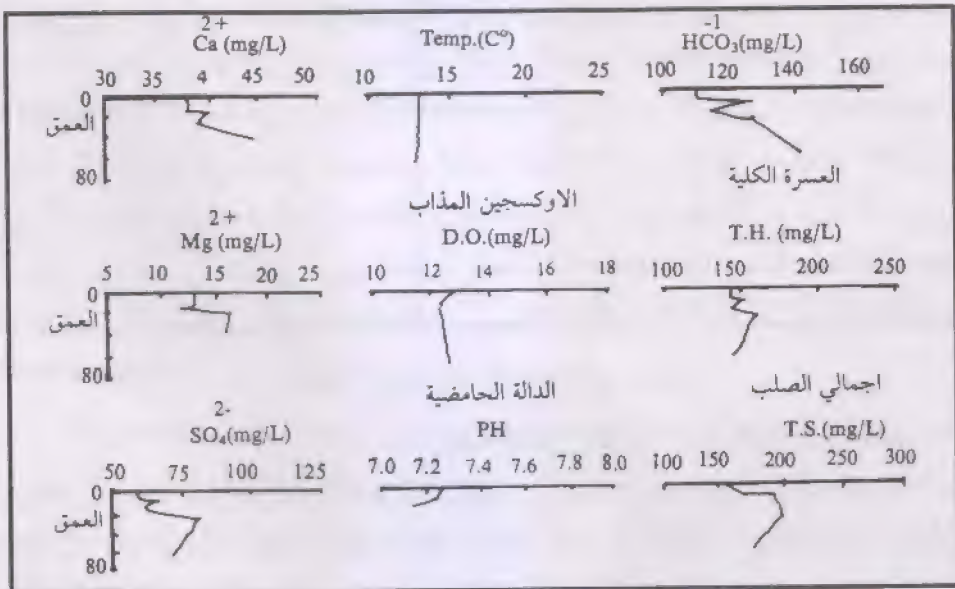 2+ -1
Ca (mg/L) Temp.(C°) HCO₃(mg/L)
30 35 4 45 50 10 15 20 25 100 120 140 160
0
العمق
80 العسرة الكلية
الاوكسجين المذاب
2+
Mg (mg/L) D.O.(mg/L) T.H. (mg/L)
5 10 15 20 25 10 12 14 16 18 100 150 200 250
0
العمق
80 الدالة الحامضية اجمالي الصلب
2-
SO₄(mg/L) PH T.S.(mg/L)
50 75 100 125 7.0 7.2 7.4 7.6 7.8 8.0 100 150 200 250 300
0
العمق
80